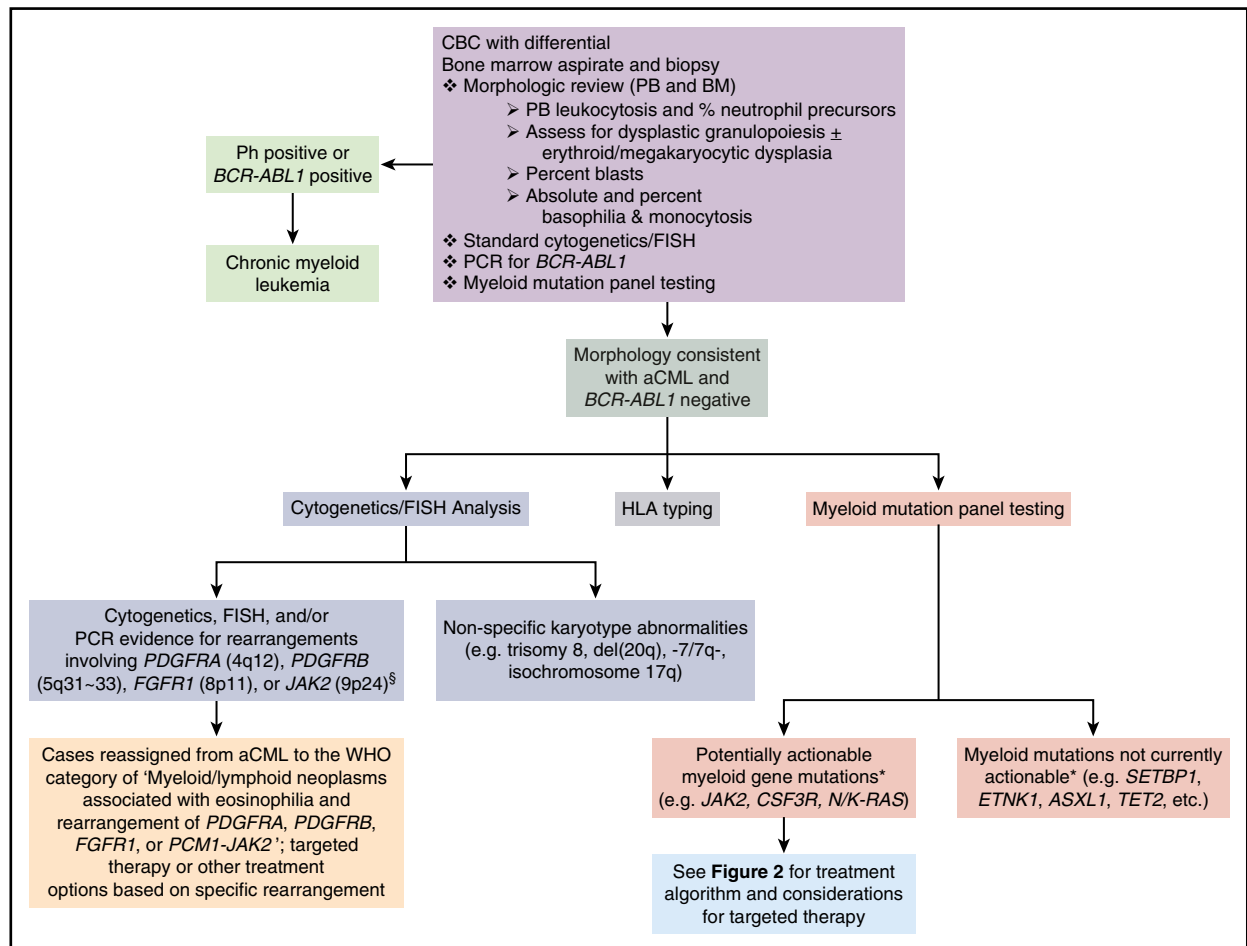 CBC with differential
Bone marrow aspirate and biopsy
❖ Morphologic review (PB and BM)
➢ PB leukocytosis and % neutrophil precursors
➢ Assess for dysplastic granulopoiesis ±
erythroid/megakaryocytic dysplasia
➢ Percent blasts
➢ Absolute and percent
basophilia & monocytosis
❖ Standard cytogenetics/FISH
❖ PCR for BCR-ABL1
❖ Myeloid mutation panel testing
Ph positive or
BCR-ABL1 positive
Chronic myeloid
leukemia
Morphology consistent
with aCML and
BCR-ABL1 negative
Cytogenetics/FISH Analysis
HLA typing
Myeloid mutation panel testing
Cytogenetics, FISH, and/or
PCR evidence for rearrangements
involving PDGFRA (4q12), PDGFRB
(5q31~33), FGFR1 (8p11), or JAK2 (9p24)§
Non-specific karyotype abnormalities
(e.g. trisomy 8, del(20q), -7/7q-,
isochromosome 17q)
Cases reassigned from aCML to the WHO
category of 'Myeloid/lymphoid neoplasms
associated with eosinophilia and
rearrangement of PDGFRA, PDGFRB,
FGFR1, or PCM1-JAK2'; targeted
therapy or other treatment
options based on specific rearrangement
Potentially actionable
myeloid gene mutations*
(e.g. JAK2, CSF3R, N/K-RAS)
Myeloid mutations not currently
actionable* (e.g. SETBP1,
ETNK1, ASXL1, TET2, etc.)
See Figure 2 for treatment
algorithm and considerations
for targeted therapy